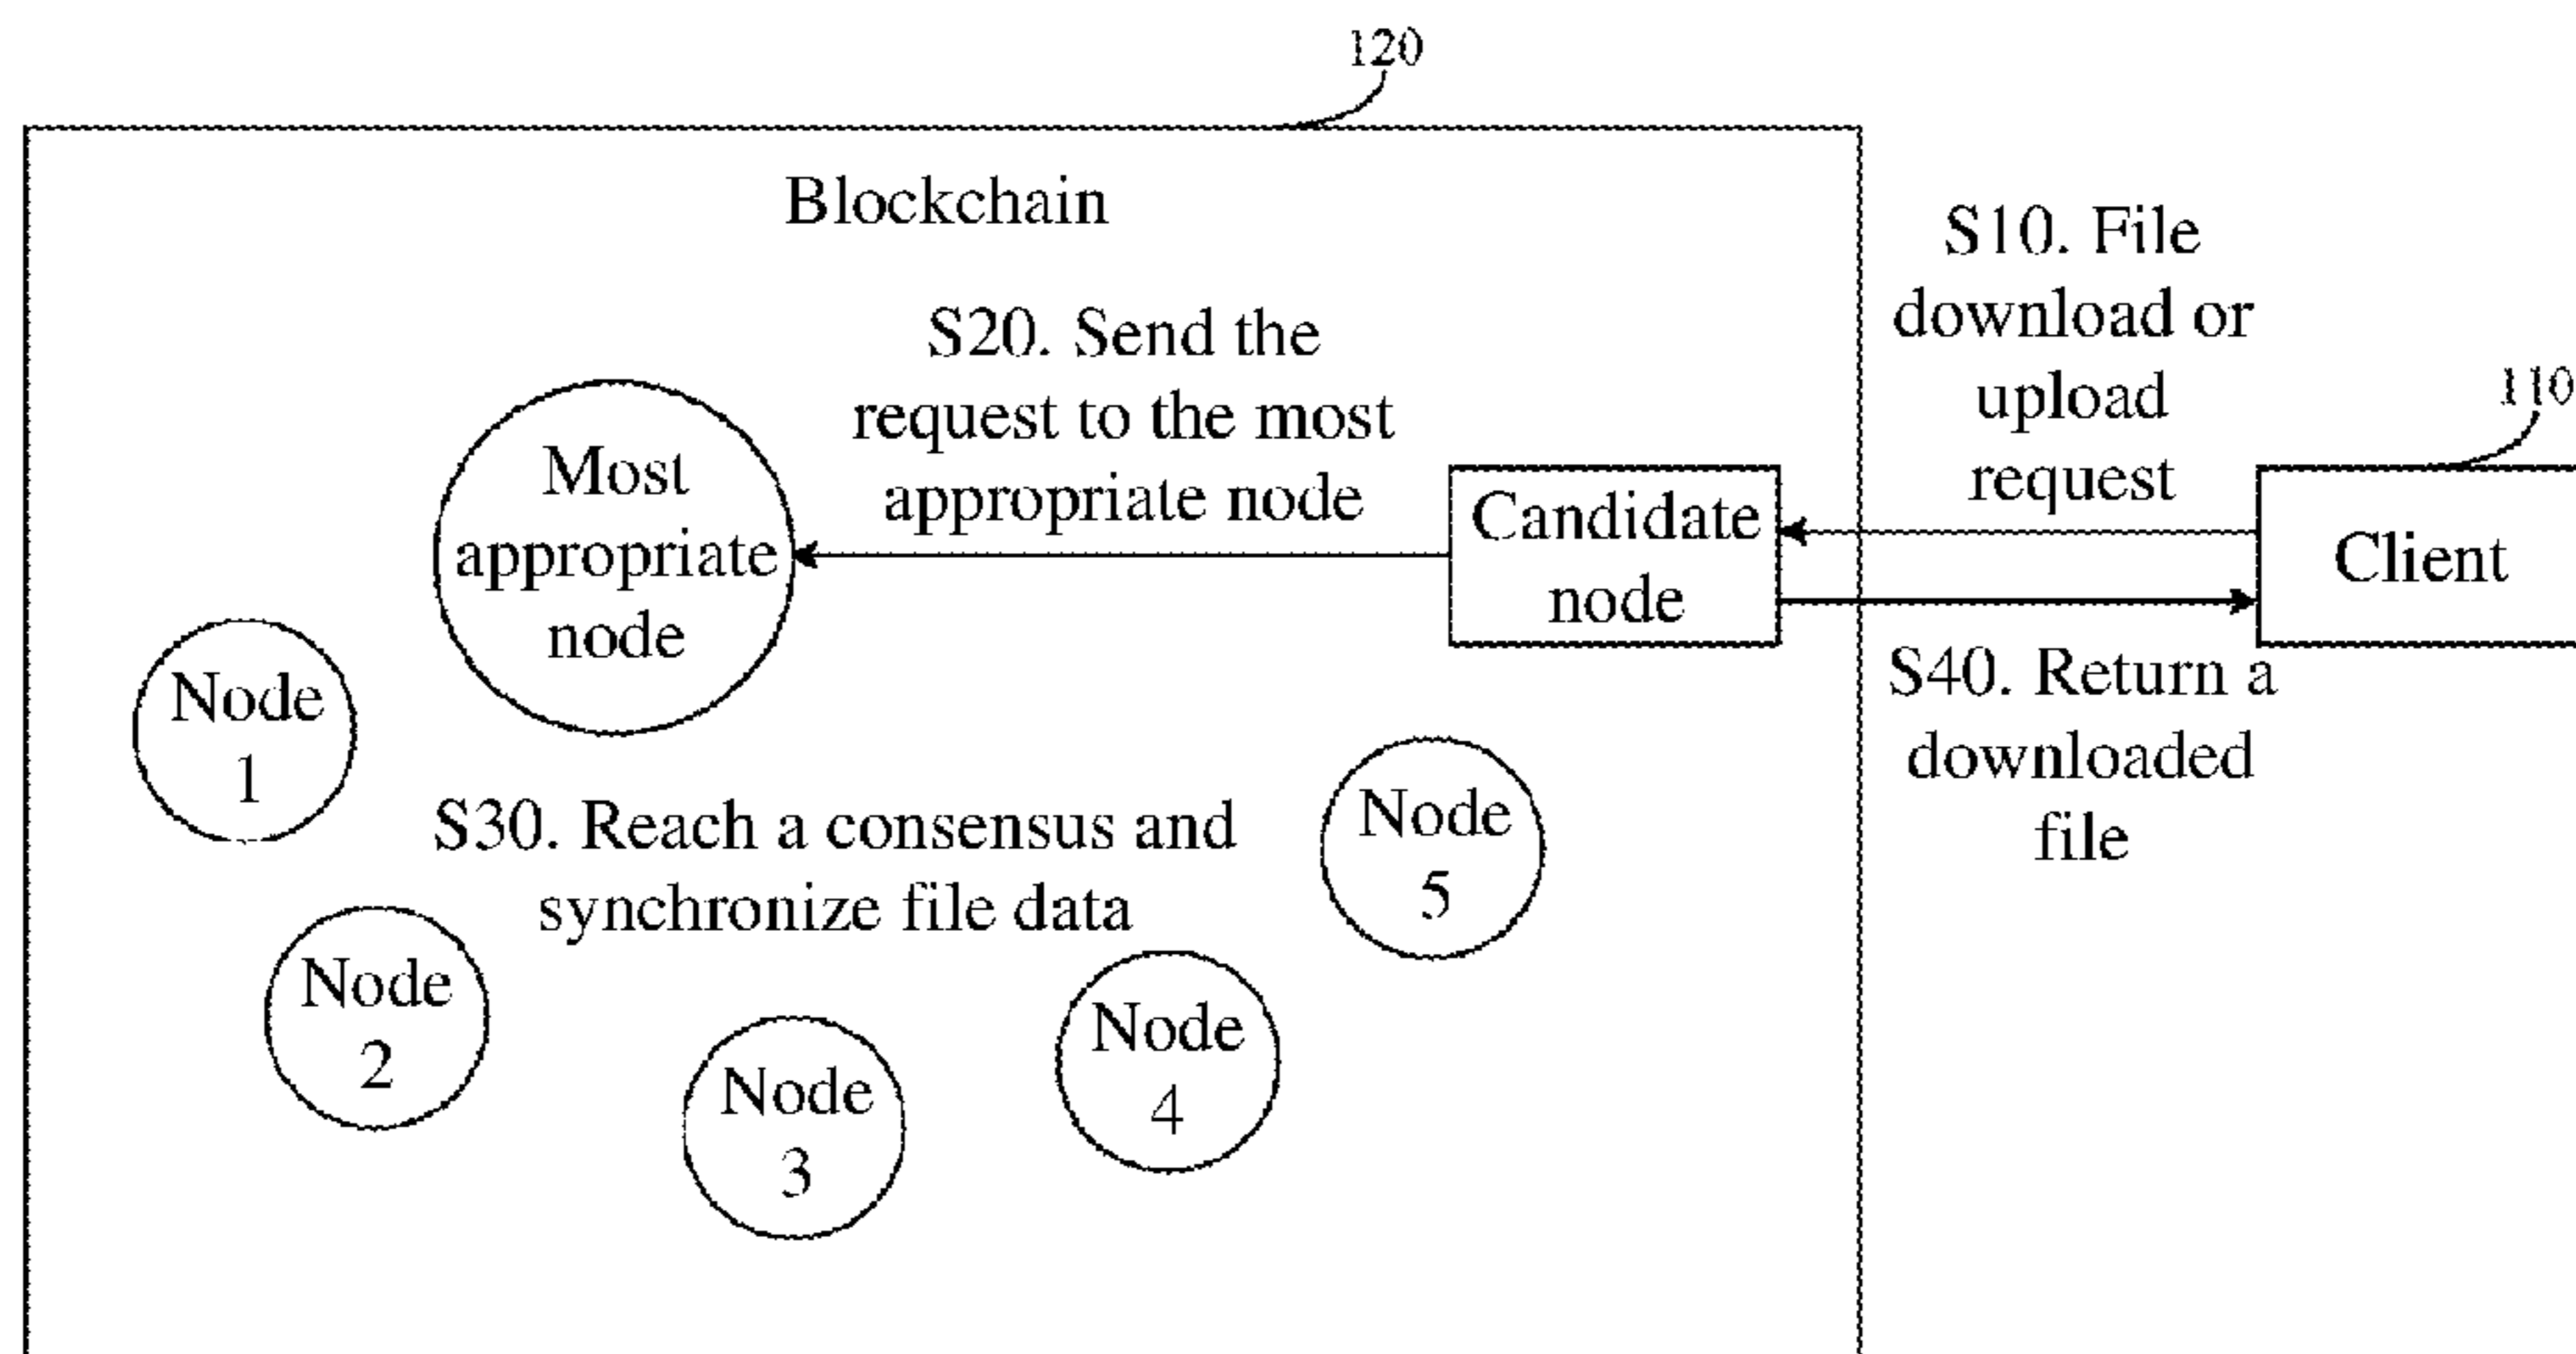 120
Blockchain
S10. File
download or
upload
request
S20. Send the
request to the most
appropriate node
110
Most
appropriate
node
Candidate
node
Client
S40. Return a
downloaded
file
Node
1
S30. Reach a consensus and
synchronize file data
Node
5
Node
2
Node
3
Node
4